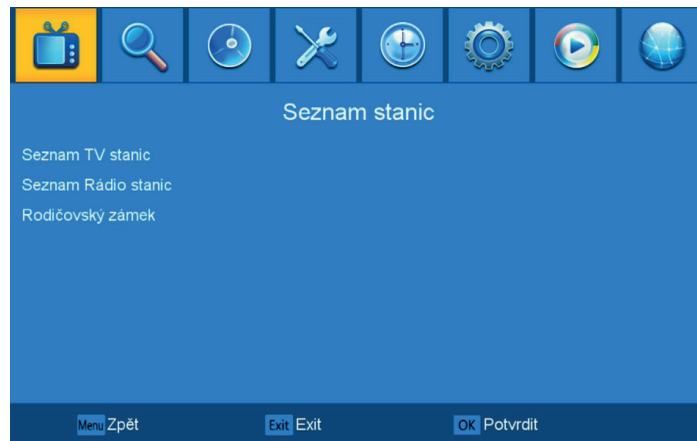 Seznam stanic
Seznam TV stanic
Seznam Rádio stanic
Rodičovský zámek
Menu Zpět Exit Exit OK Potvrdit